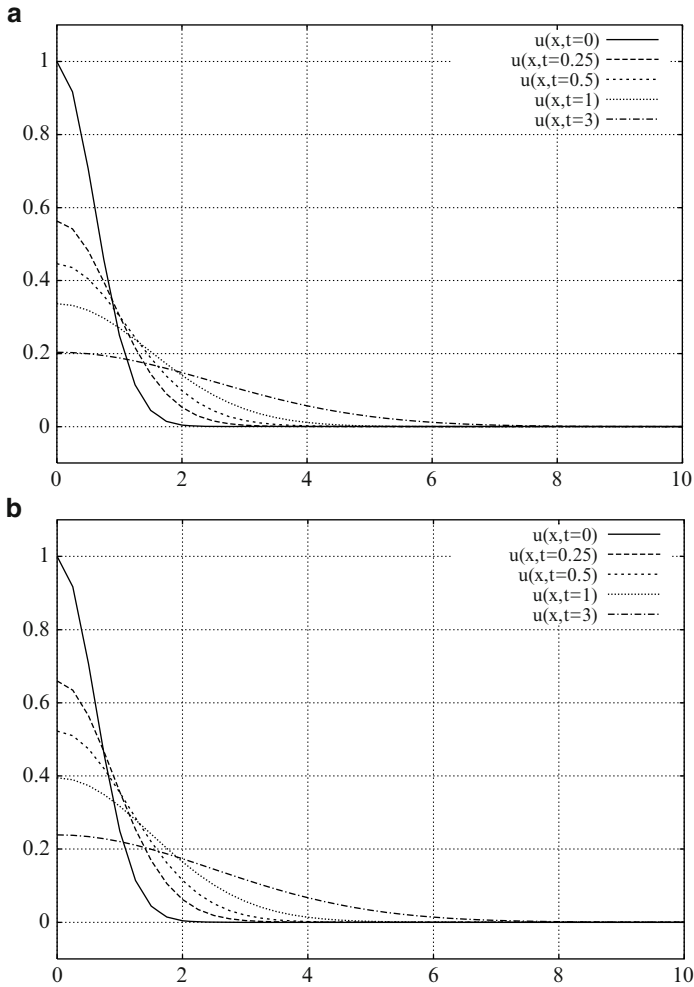 a
u(x,t=0)
u(x,t=0.25)
u(x,t=0.5)
u(x,t=1)
u(x,t=3)
1
0.8
0.6
0.4
0.2
0
0 2 4 6 8 10
b
u(x,t=0)
u(x,t=0.25)
u(x,t=0.5)
u(x,t=1)
u(x,t=3)
1
0.8
0.6
0.4
0.2
0
0 2 4 6 8 10